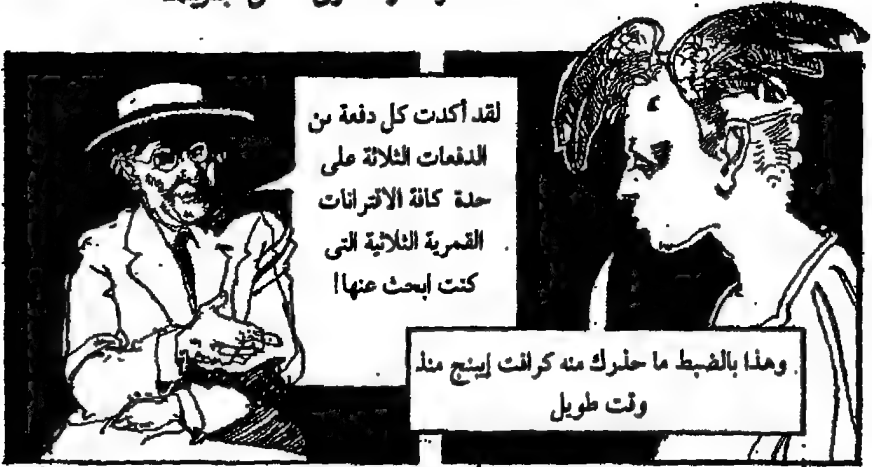 لقد أكدت كل دفعة من
الدفعات الثلاثة على
حدة كافة الاقترانات
القمرية الثلاثية التى
كنت ابحث عنها!
وهذا بالضبط ما حذرك منه كرافت إيبنج منذ
وقت طويل